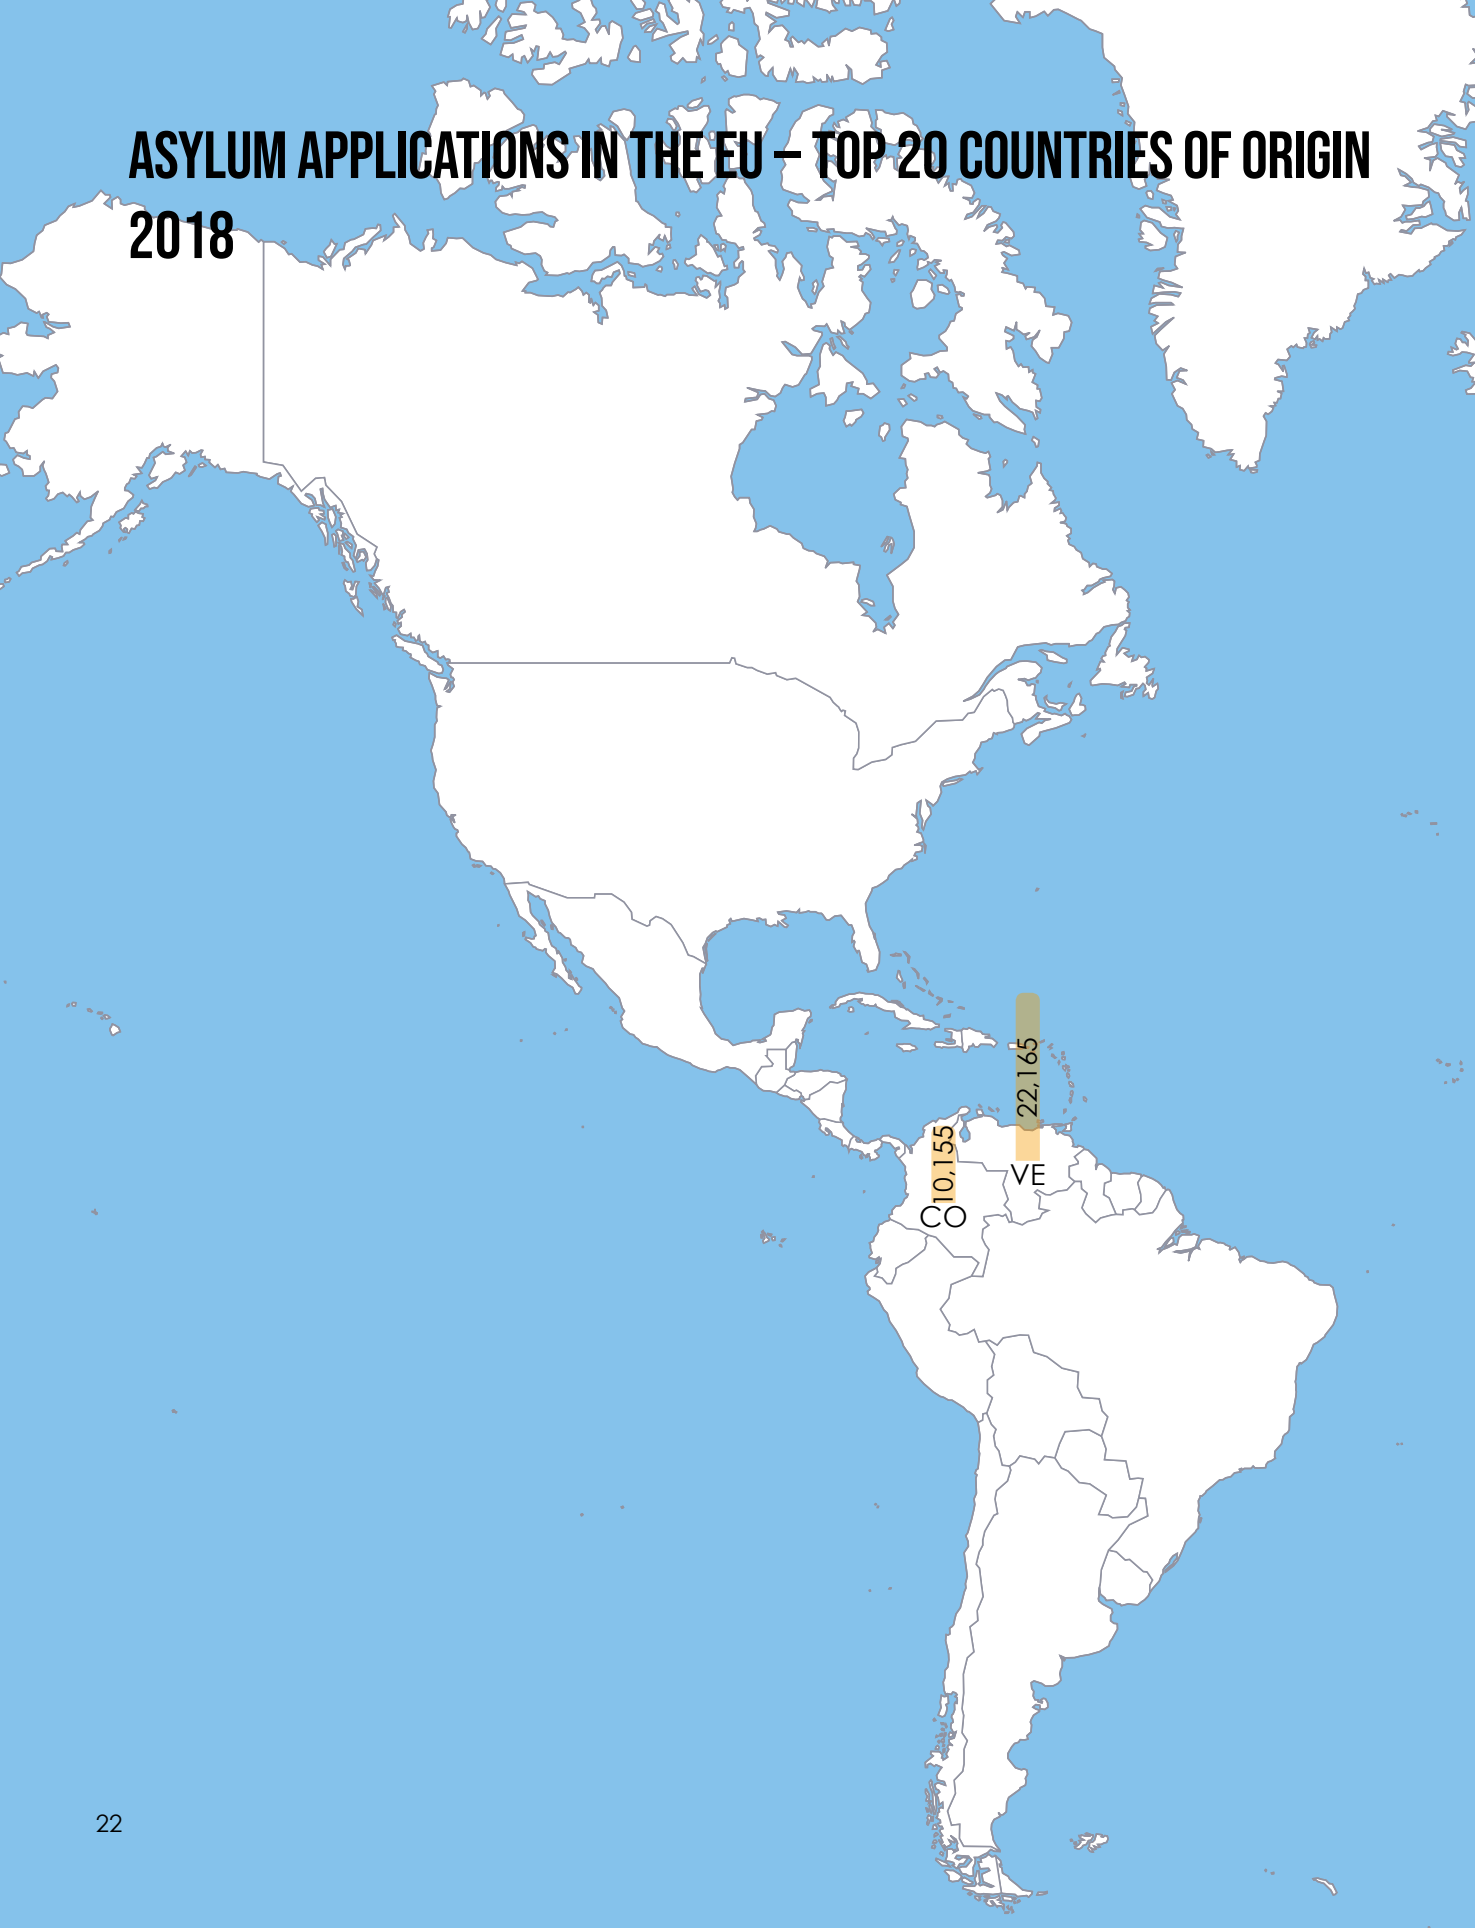 ASYLUM APPLICATIONS IN THE EU – TOP 20 COUNTRIES OF ORIGIN
2018
22,165
10,155
VE
CO
22